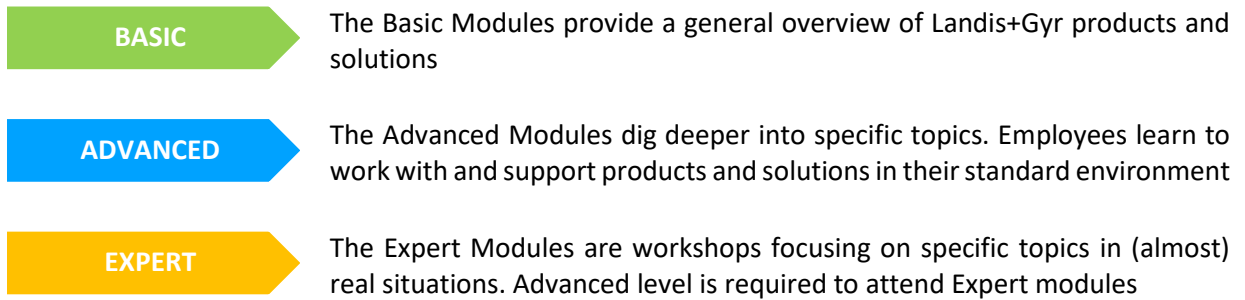 BASIC
The Basic Modules provide a general overview of Landis+Gyr products and
solutions
ADVANCED
The Advanced Modules dig deeper into specific topics. Employees learn to
work with and support products and solutions in their standard environment
EXPERT
The Expert Modules are workshops focusing on specific topics in (almost)
real situations. Advanced level is required to attend Expert modules